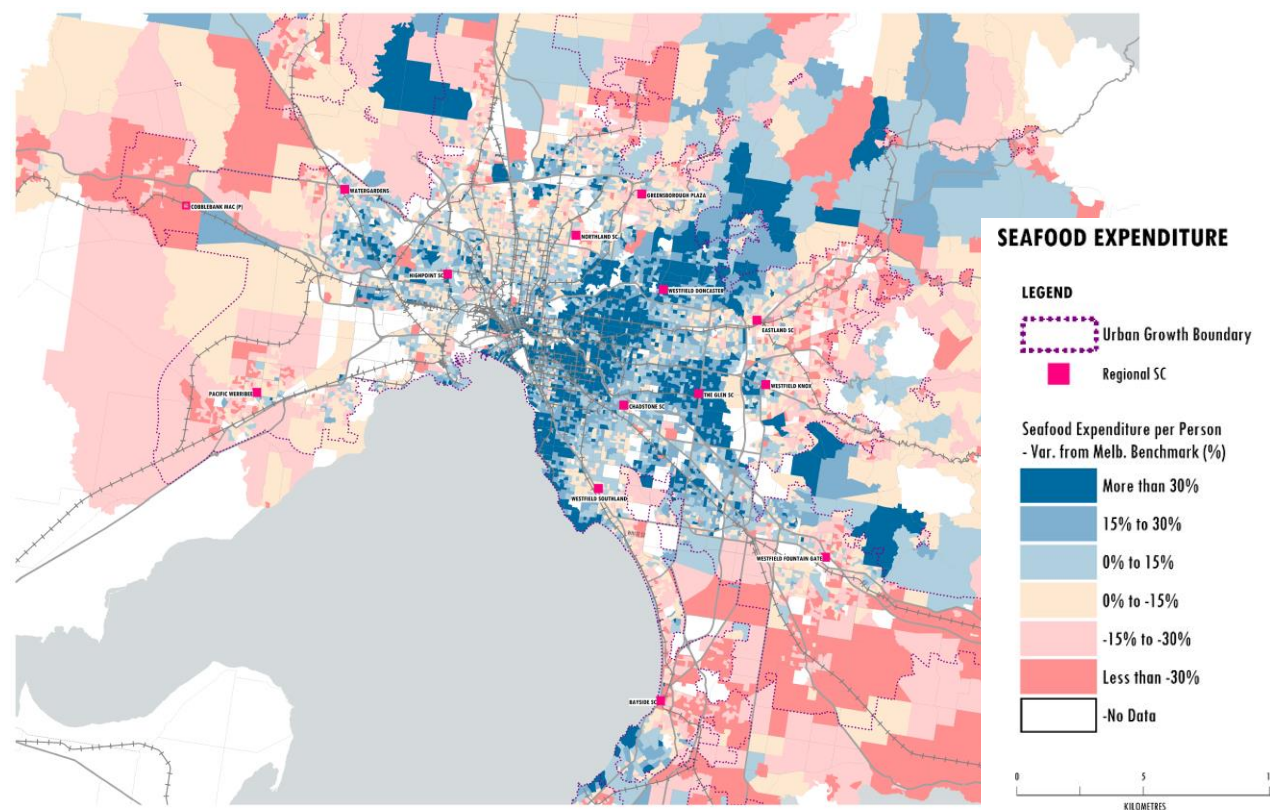 WATERGARDENS
COBBLEBANK MAC (P)
GREENSBOROUGH PLAZA
NORTHLAND SC
HIGHPOINT SC
WESTFIELD DONCASTER
EASTLAND SC
PACIFIC WERRIBEE
WESTFIELD KNOX
THE GLEN SC
CHADSTONE SC
WESTFIELD SOUTHLAND
WESTFIELD FOUNTAIN GATE
BAYSIDE SC
SEAFOOD EXPENDITURE
LEGEND
Urban Growth Boundary
Regional SC
Seafood Expenditure per Person
- Var. from Melb. Benchmark (%)
More than 30%
15% to 30%
0% to 15%
0% to -15%
-15% to -30%
Less than -30%
-No Data
0 5 1
KILOMETRES